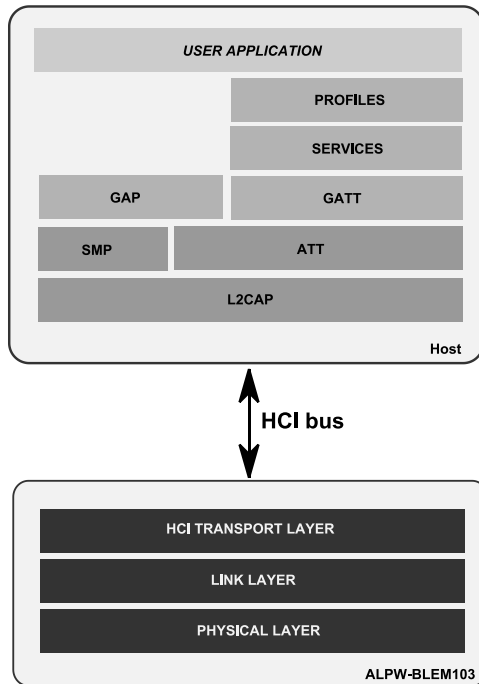 USER APPLICATION
PROFILES
SERVICES
GAP
GATT
SMP
ATT
L2CAP
Host
HCI bus
HCI TRANSPORT LAYER
LINK LAYER
PHYSICAL LAYER
ALPW-BLEM103